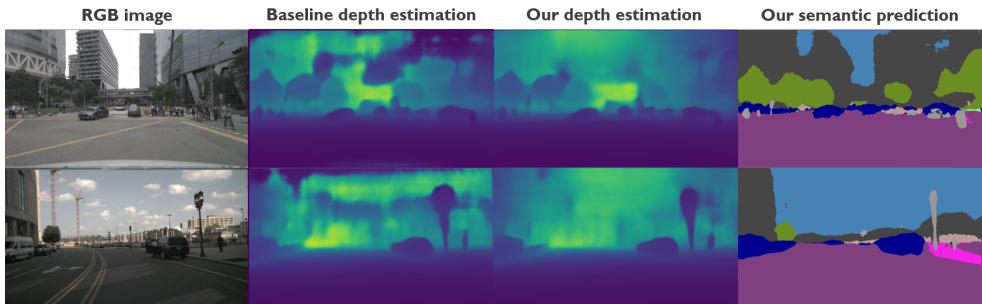 RGB image
Baseline depth estimation
Our depth estimation
Our semantic prediction